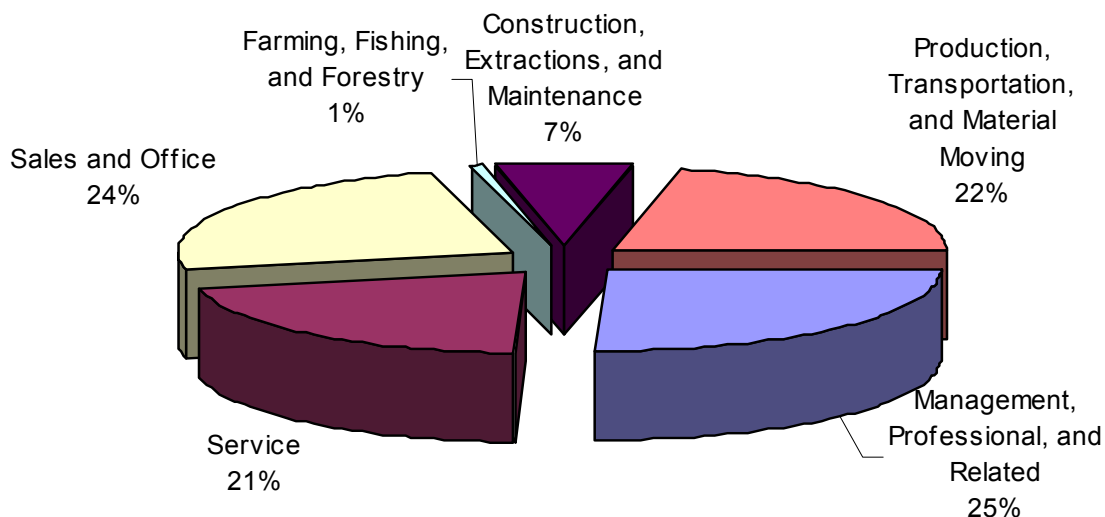 Farming, Fishing,
and Forestry
1%
Construction,
Extractions, and
Maintenance
7%
Production,
Transportation,
and Material
Moving
22%
Sales and Office
24%
Service
21%
Management,
Professional, and
Related
25%